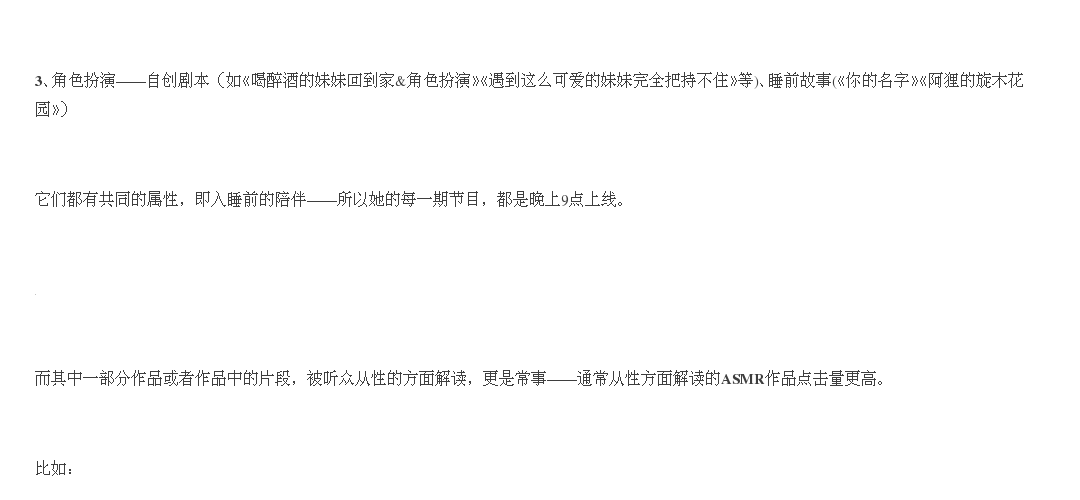 3、角色扮演——自创剧本（如《喝醉酒的妹妹回到家&角色扮演》《遇到这么可爱的妹妹完全把持不住》等)、睡前故事(《你的名字》《阿狸的旋木花
园》）
它们都有共同的属性，即入睡前的陪伴——所以她的每一期节目，都是晚上9点上线。
而其中一部分作品或者作品中的片段，被听众从性的方面解读，更是常事——通常从性方面解读的ASMR作品点击量更高。
比如：